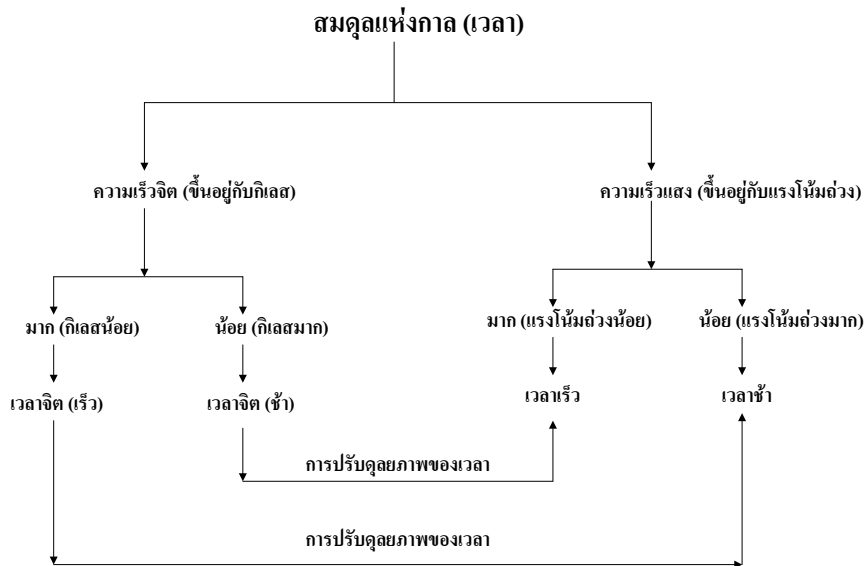 สมดุลแห่งกาล (เวลา)
ความเร็วจิต (ขึ้นอยู่กับกิเลส)
ความเร็วแสง (ขึ้นอยู่กับแรงโน้มถ่วง)
มาก (กิเลสน้อย)
น้อย (กิเลสมาก)
มาก (แรงโน้มถ่วงน้อย)
น้อย (แรงโน้มถ่วงมาก)
เวลาจิต (เร็ว)
เวลาจิต (ช้า)
เวลาเร็ว
เวลาช้า
การปรับดุลยภาพของเวลา
การปรับดุลยภาพของเวลา